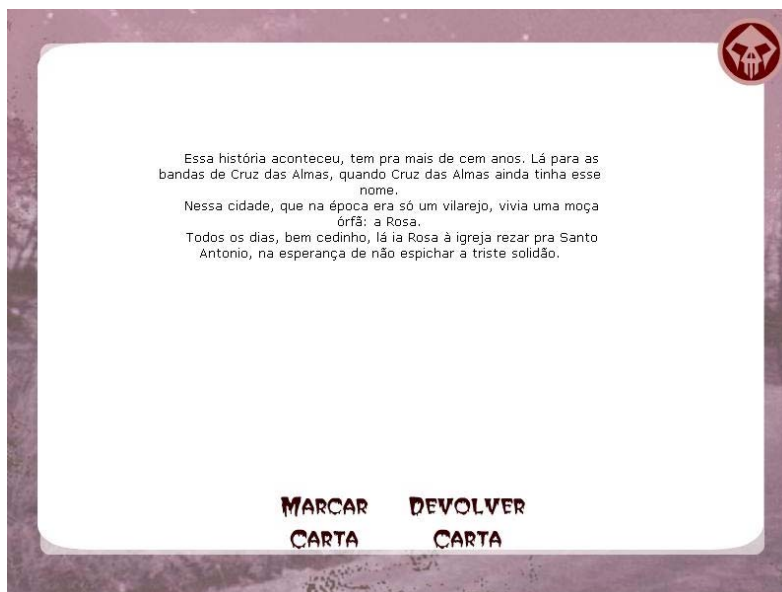 Essa história aconteceu, tem pra mais de cem anos. Lá para as
bandas de Cruz das Almas, quando Cruz das Almas ainda tinha esse
nome.
Nessa cidade, que na época era só um vilarejo, vivia uma moça
órfã: a Rosa.
Todos os dias, bem cedinho, lá ia Rosa à igreja rezar pra Santo
Antonio, na esperança de não espichar a triste solidão.
MARCAR
CARTA
DEVOLVER
CARTA